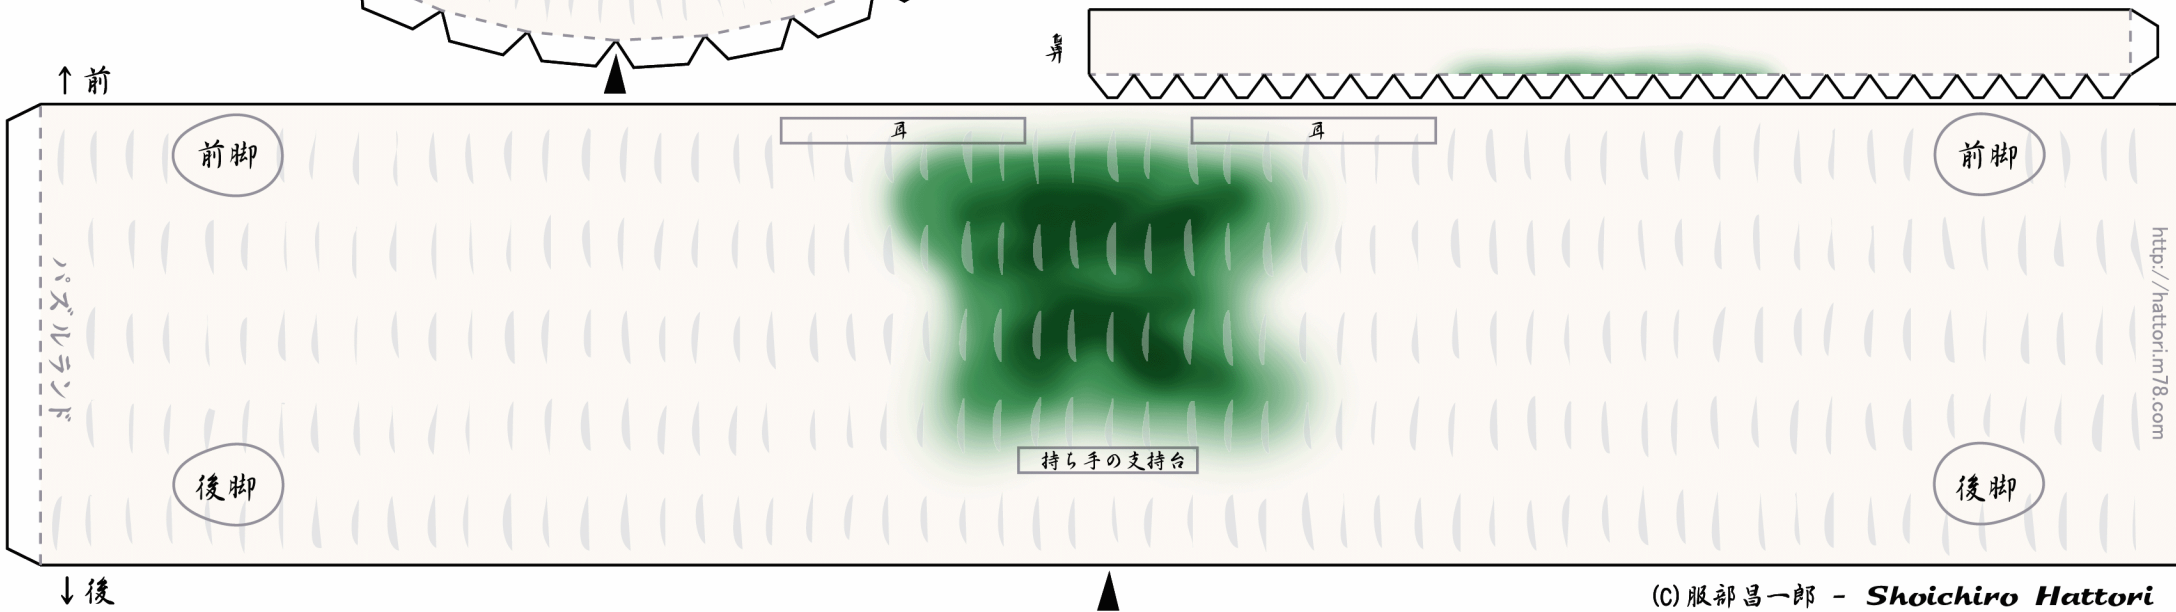 鼻
↑前
耳
耳
前脚
前脚
パズルランド
http://hattori.m78.com
持ち手の支持台
後脚
後脚
↓後
(C)服部昌一郎 - Shoichiro Hattori